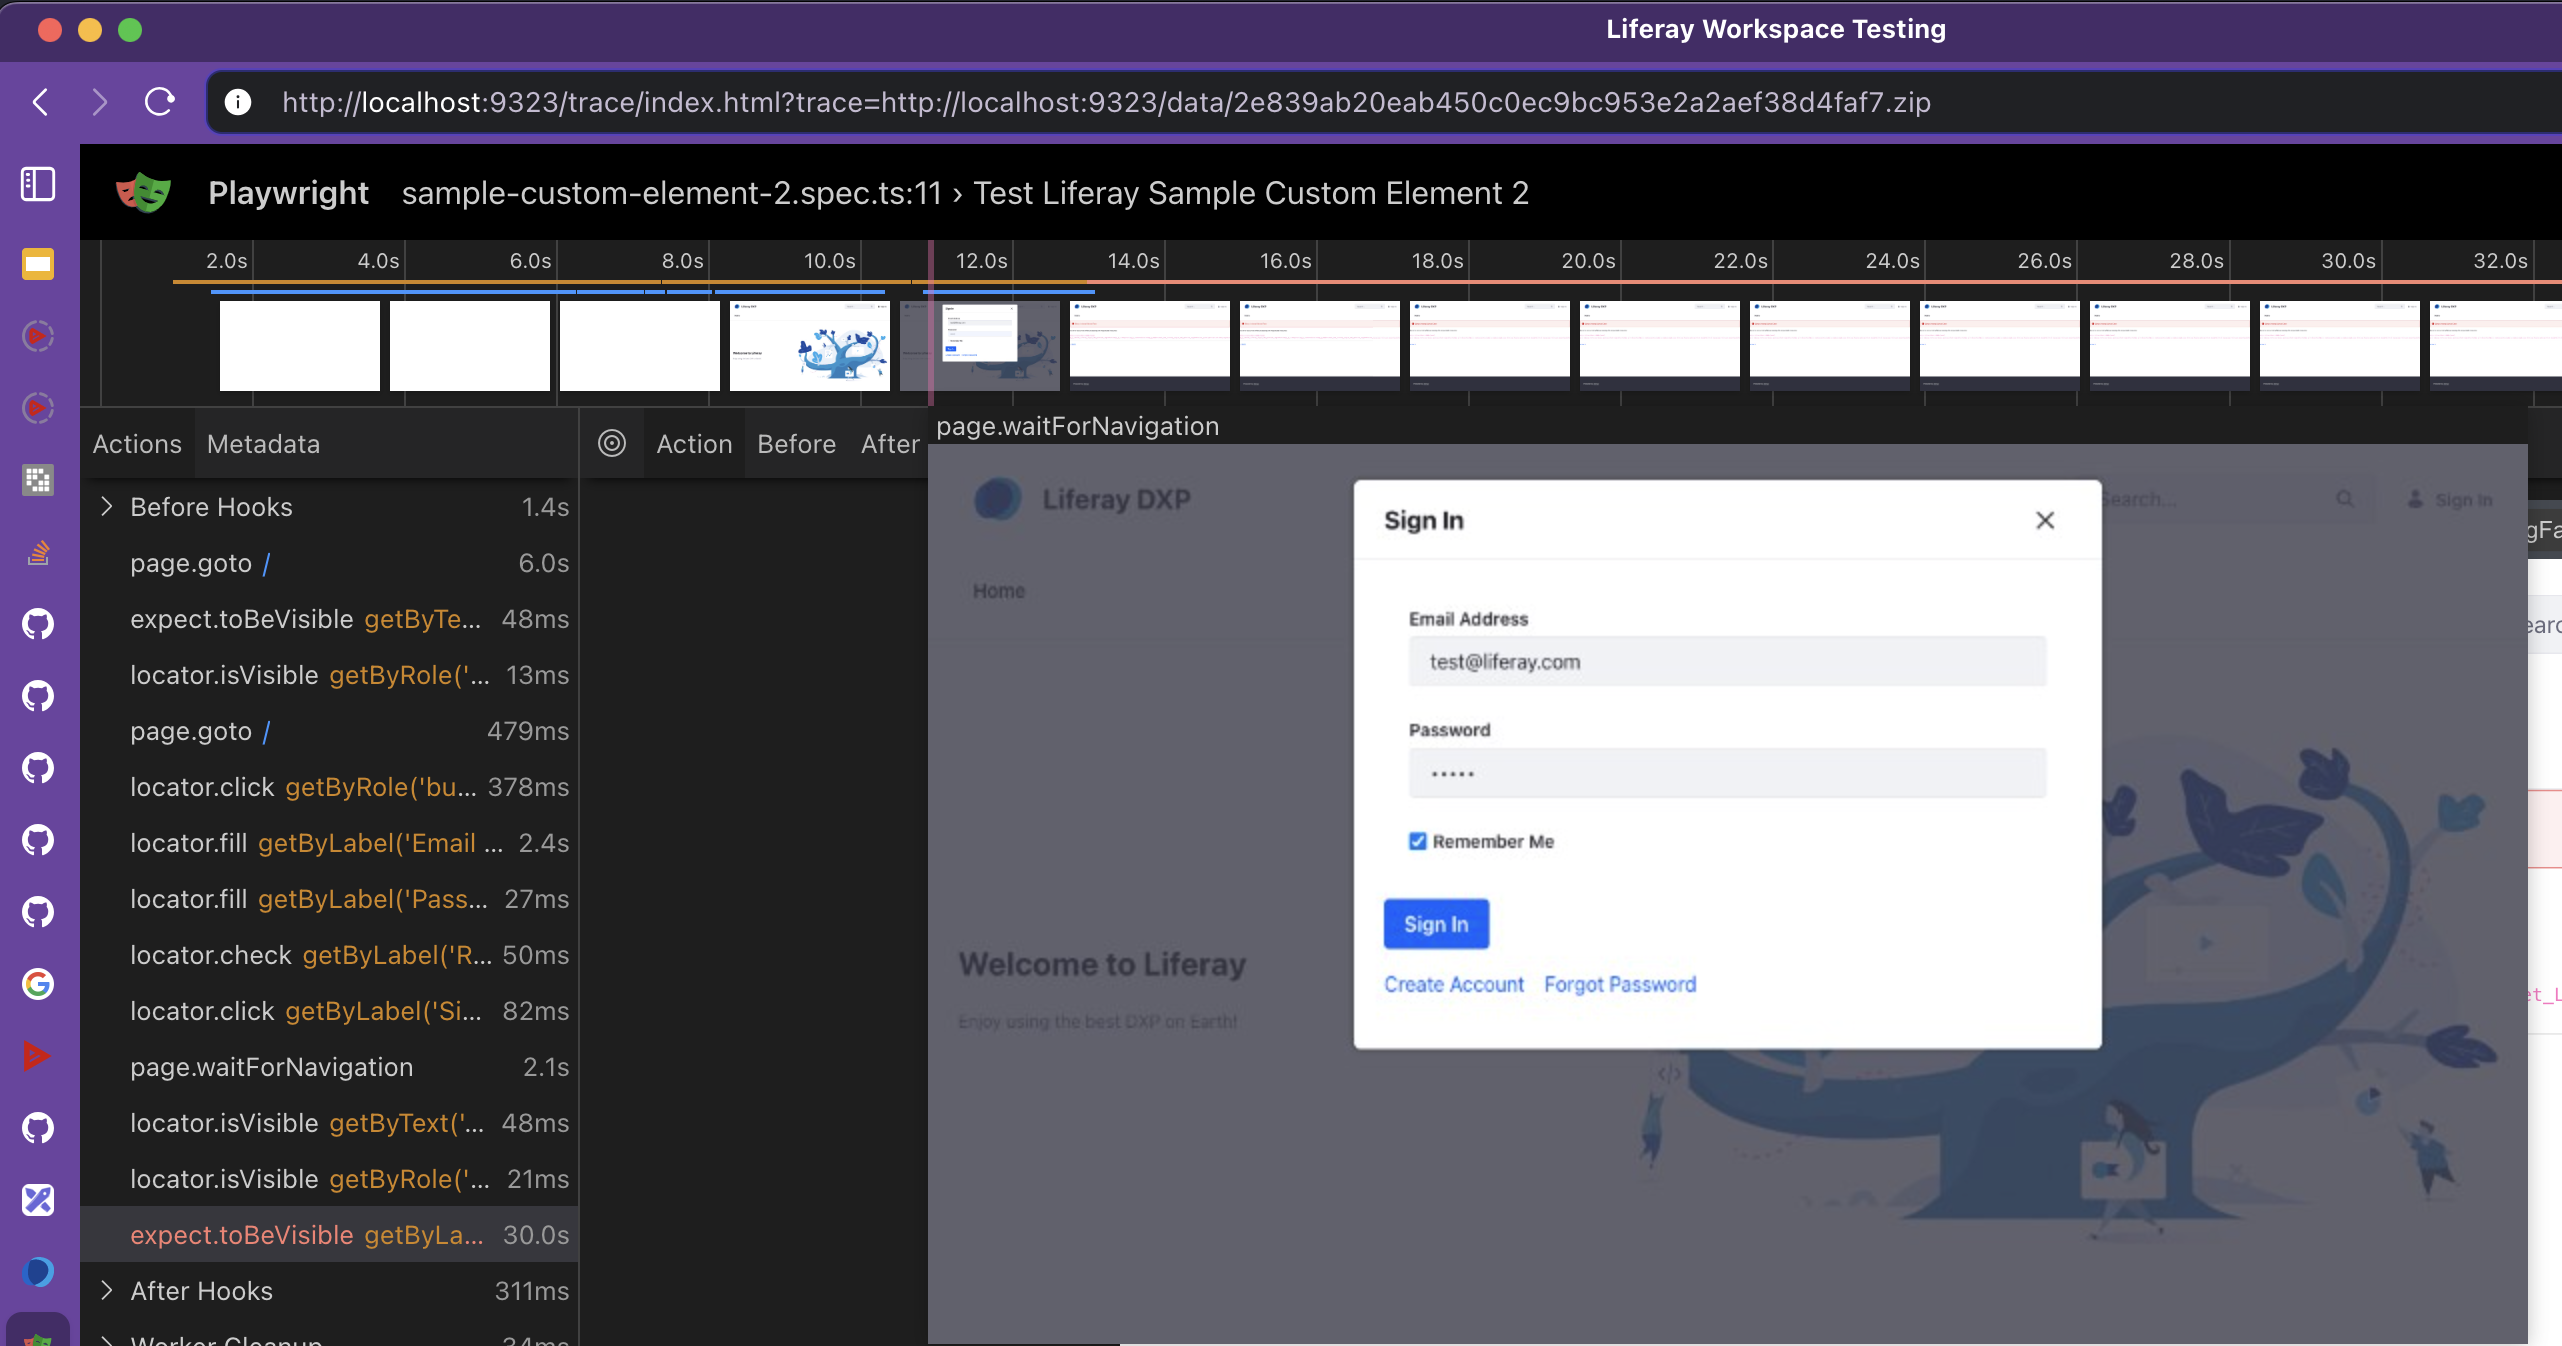 Liferay Workspace Testing
http://localhost:9323/trace/index.html?trace=http://localhost:9323/data/2e839ab20eab450c0ec9bc953e2a2aef38d4faf7.zip
Playwright sample-custom-element-2.spec.ts:11 › Test Liferay Sample Custom Element 2
2.0s 4.0s 6.0s 8.0s 10.0s 12.0s 14.0s 16.0s 18.0s 20.0s 22.0s 24.0s 26.0s 28.0s 30.0s 32.0s
Actions Metadata
Action Before After
Before Hooks 1.4s
page.goto / 6.0s
expect.toBeVisible getByTe... 48ms
locator.isVisible getByRole('... 13ms
page.goto / 479ms
locator.click getByRole('bu... 378ms
locator.fill getByLabel('Email ... 2.4s
locator.fill getByLabel('Pass... 27ms
locator.check getByLabel('R... 50ms
locator.click getByLabel('Si... 82ms
page.waitForNavigation 2.1s
locator.isVisible getByText('... 48ms
locator.isVisible getByRole('... 21ms
expect.toBeVisible getByLa... 30.0s
After Hooks 311ms
Worker Cleanup 34ms
page.waitForNavigation
Liferay DXP
Search...
Sign In
Home
Welcome to Liferay
Enjoy using the best DXP on Earth!
Sign In
Email Address
test@liferay.com
Password
•••••
Remember Me
Sign In
Create Account Forgot Password